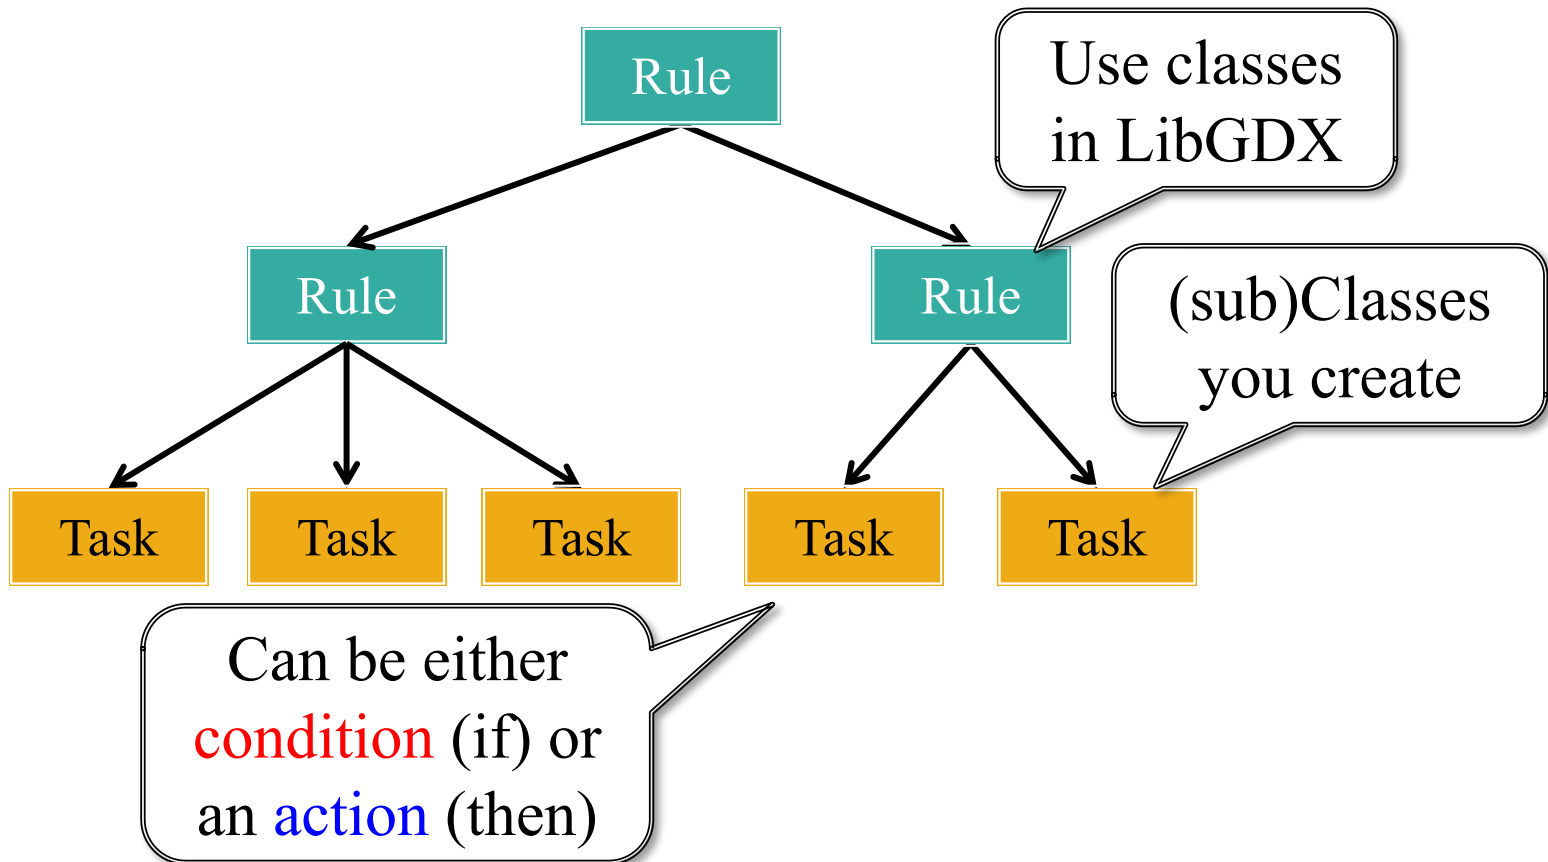 Rule
Use classes
in LibGDX
Rule
Rule
(sub)Classes
you create
Task
Task
Task
Task
Task
Can be either
condition (if) or
an action (then)